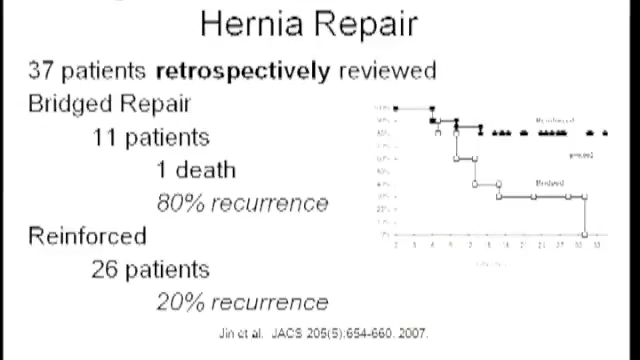 Hernia Repair
37 patients retrospectively reviewed
Bridged Repair
11 patients
1 death
80% recurrence
Reinforced
26 patients
20% recurrence
Reinforced
Bridged
Jin et al. JACS 205(5):654-660. 2007.